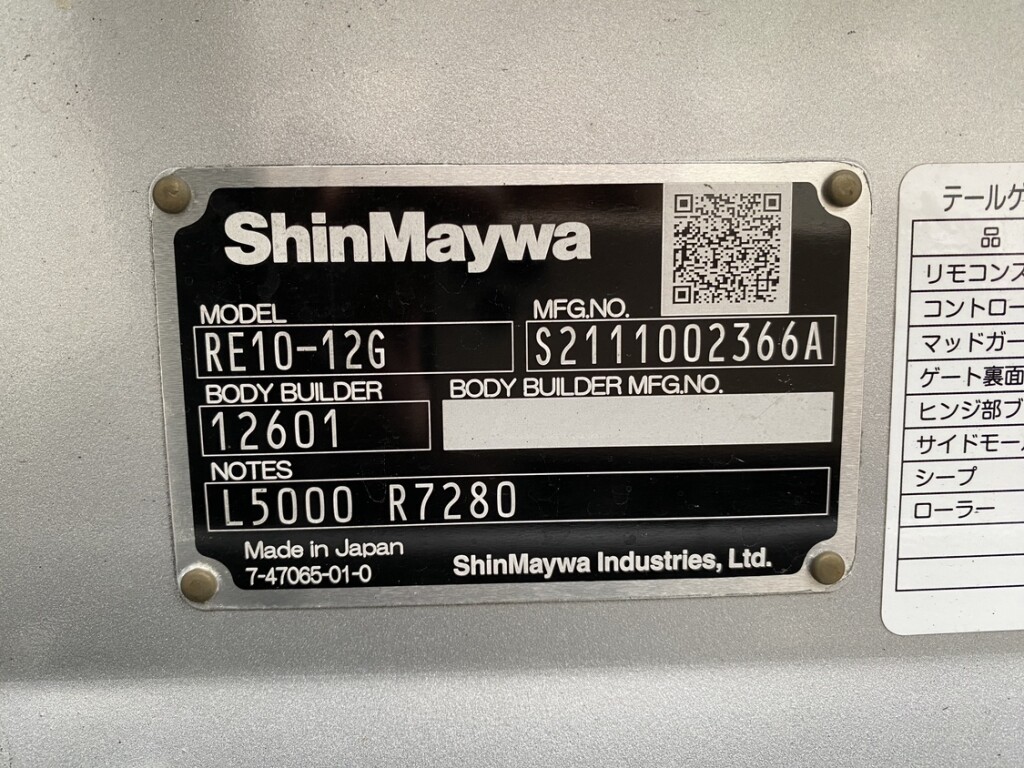 ShinMaywa
MODEL
MFG.NO.
RE10-12G
S2111002366A
BODY BUILDER
BODY BUILDER MFG.NO.
12601
NOTES
L5000 R7280
Made in Japan
7-47065-01-0
ShinMaywa Industries, Ltd.
テールゲ
品
リモコンス
コントロー
マッドガー
ゲート裏面
ヒンジ部ブ
サイドモー
シープ
ローラー